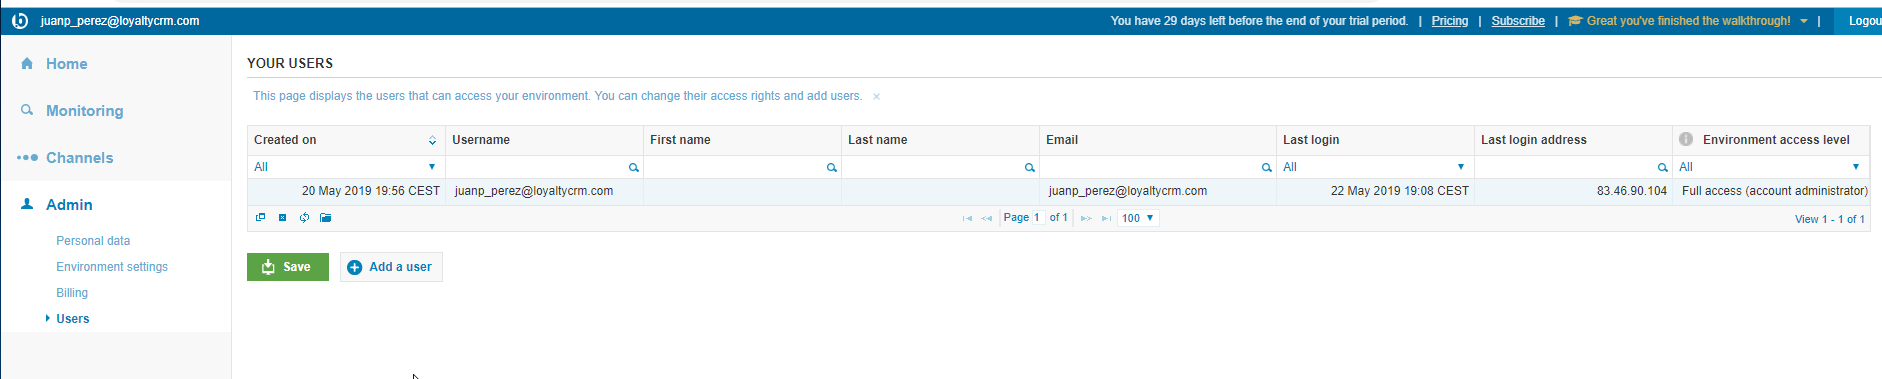 juanp_perez@loyaltycrm.com You have 29 days left before the end of your trial period. | Pricing | Subscribe | Great you've finished the walkthrough! | Logou
Home
Monitoring
Channels
Admin
Personal data
Environment settings
Billing
Users
YOUR USERS
This page displays the users that can access your environment. You can change their access rights and add users. ×
Created on Username First name Last name Email Last login Last login address Environment access level
All All All
20 May 2019 19:56 CEST juanp_perez@loyaltycrm.com juanp_perez@loyaltycrm.com 22 May 2019 19:08 CEST 83.46.90.104 Full access (account administrator)
Page 1 of 1 100 View 1 - 1 of 1
Save Add a user